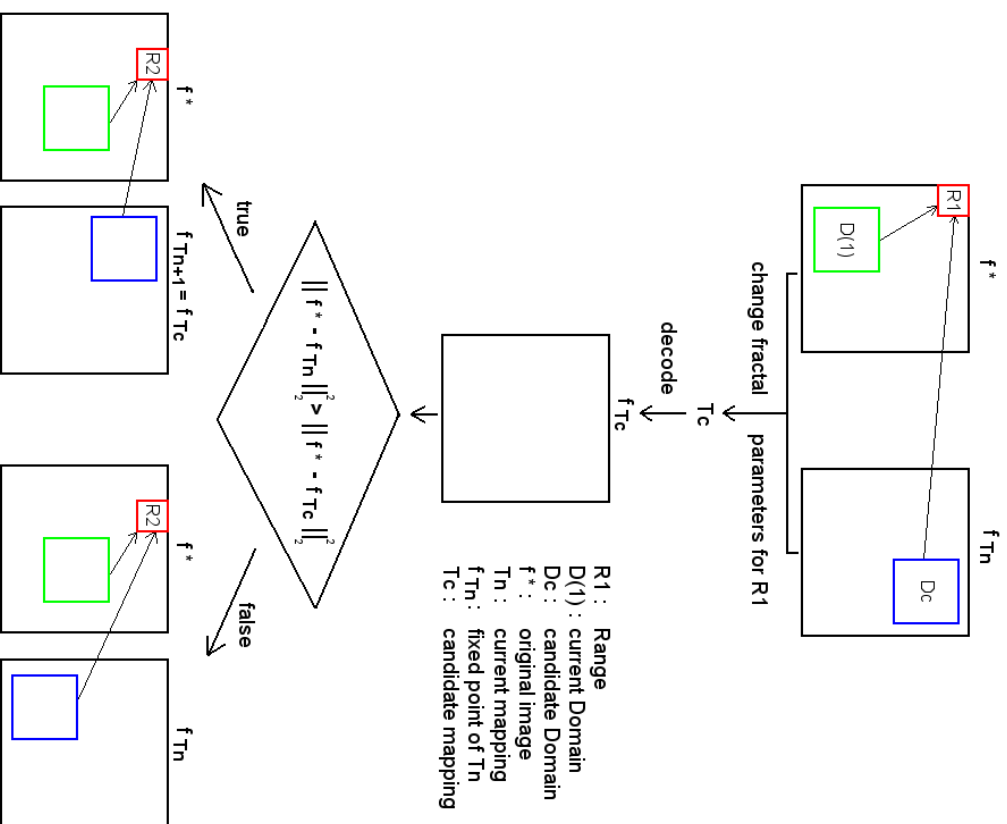 f *
f Tn
R1
D(1)
Dc
change fractal parameters for R1
Tc
decode
f Tc
R1 : Range
D(1) : current Domain
Dc : candidate Domain
f * : original image
Tn : current mapping
f Tn : fixed point of Tn
Tc : candidate mapping
|| f * - f Tn ||²₂ > || f * - f Tc ||²₂
true
false
f *
f Tn+1 = f Tc
f *
f Tn
R2
R2